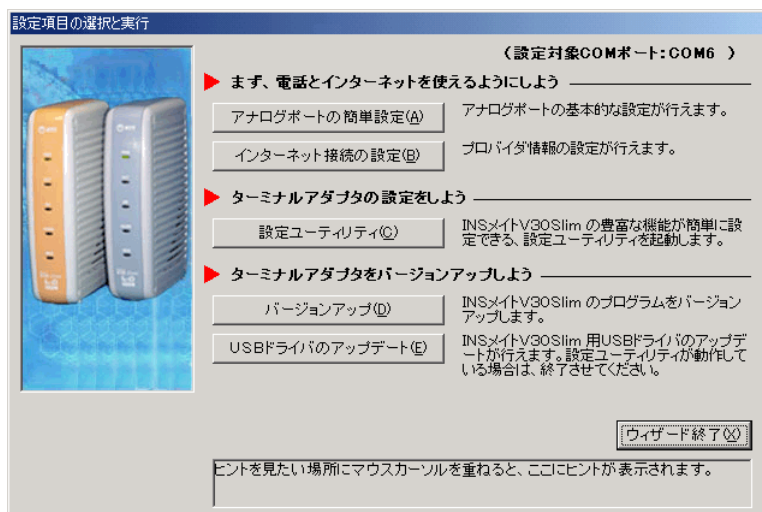 設定項目の選択と実行
(設定対象COMポート:COM6 )
まず、電話とインターネットを使えるようにしよう
アナログポートの簡単設定(A)
アナログポートの基本的な設定が行えます。
インターネット接続の設定(B)
プロバイダ情報の設定が行えます。
ターミナルアダプタの設定をしよう
設定ユーティリティ(C)
INSメイトV30Slim の豊富な機能が簡単に設
定できる、設定ユーティリティを起動します。
ターミナルアダプタをバージョンアップしよう
バージョンアップ(D)
INSメイトV30Slim のプログラムをバージョン
アップします。
USBドライバのアップデート(E)
INSメイトV30Slim 用USBドライバのアップデ
ートが行えます。設定ユーティリティが動作して
いる場合は、終了させてください。
ウィザード終了(X)
ヒントを見たい場所にマウスカーソルを重ねると、ここにヒントが表示されます。